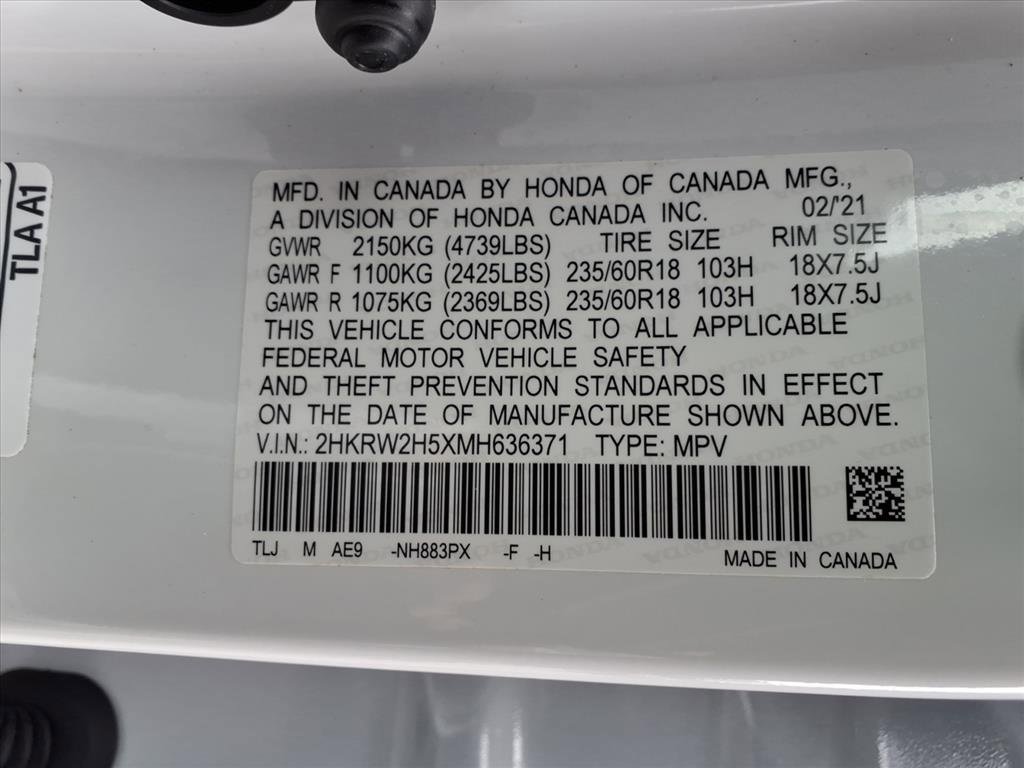 TLA A1
MFD. IN CANADA BY HONDA OF CANADA MFG.,
A DIVISION OF HONDA CANADA INC. 02/'21
GVWR 2150KG (4739LBS) TIRE SIZE RIM SIZE
GAWR F 1100KG (2425LBS) 235/60R18 103H 18X7.5J
GAWR R 1075KG (2369LBS) 235/60R18 103H 18X7.5J
THIS VEHICLE CONFORMS TO ALL APPLICABLE
FEDERAL MOTOR VEHICLE SAFETY
AND THEFT PREVENTION STANDARDS IN EFFECT
ON THE DATE OF MANUFACTURE SHOWN ABOVE.
V.I.N.: 2HKRW2H5XMH636371 TYPE: MPV
TLJ M AE9 -NH883PX -F -H MADE IN CANADA